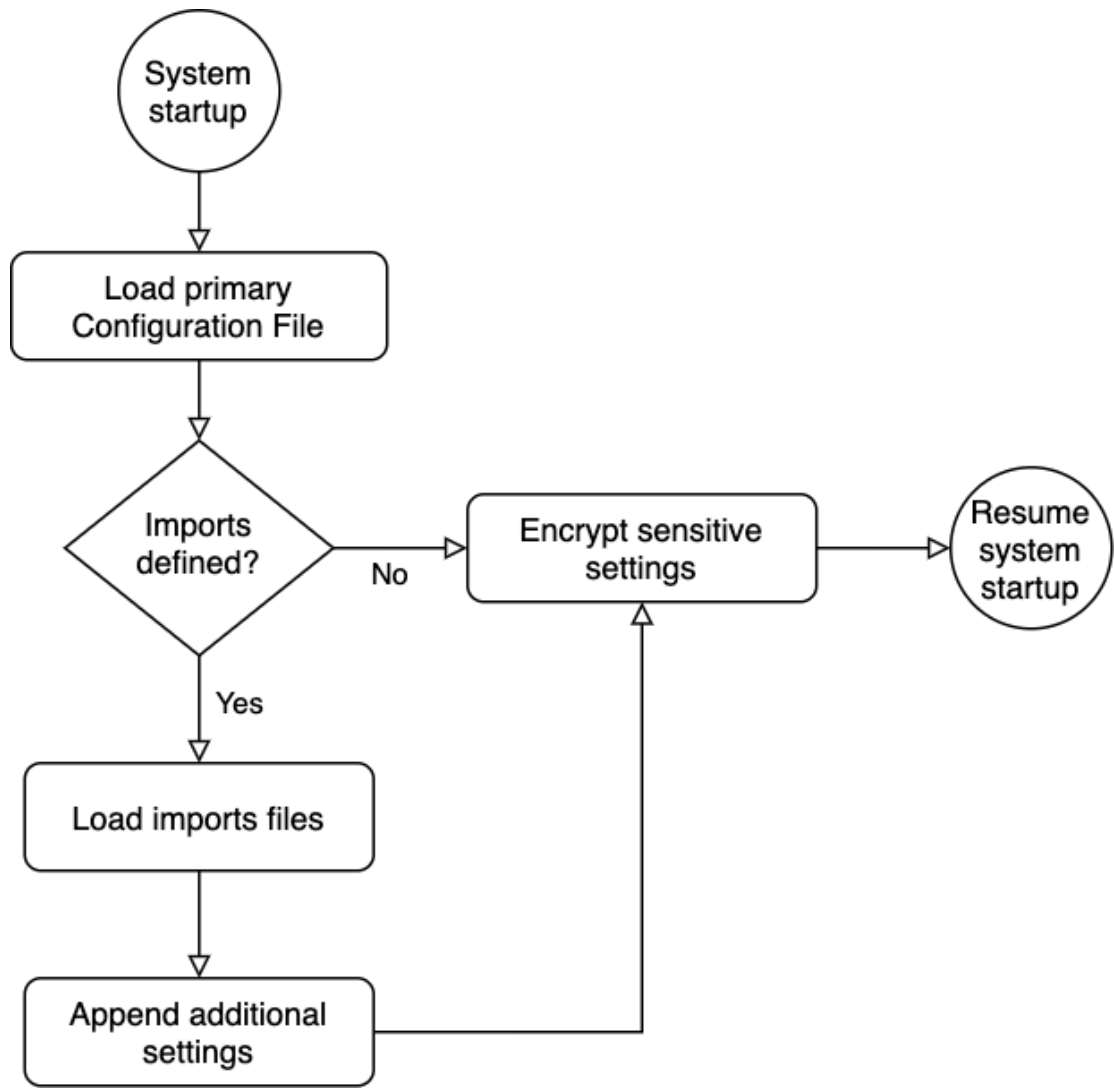 System
startup
Load primary
Configuration File
Imports
defined?
No
Encrypt sensitive
settings
Resume
system
startup
Yes
Load imports files
Append additional
settings